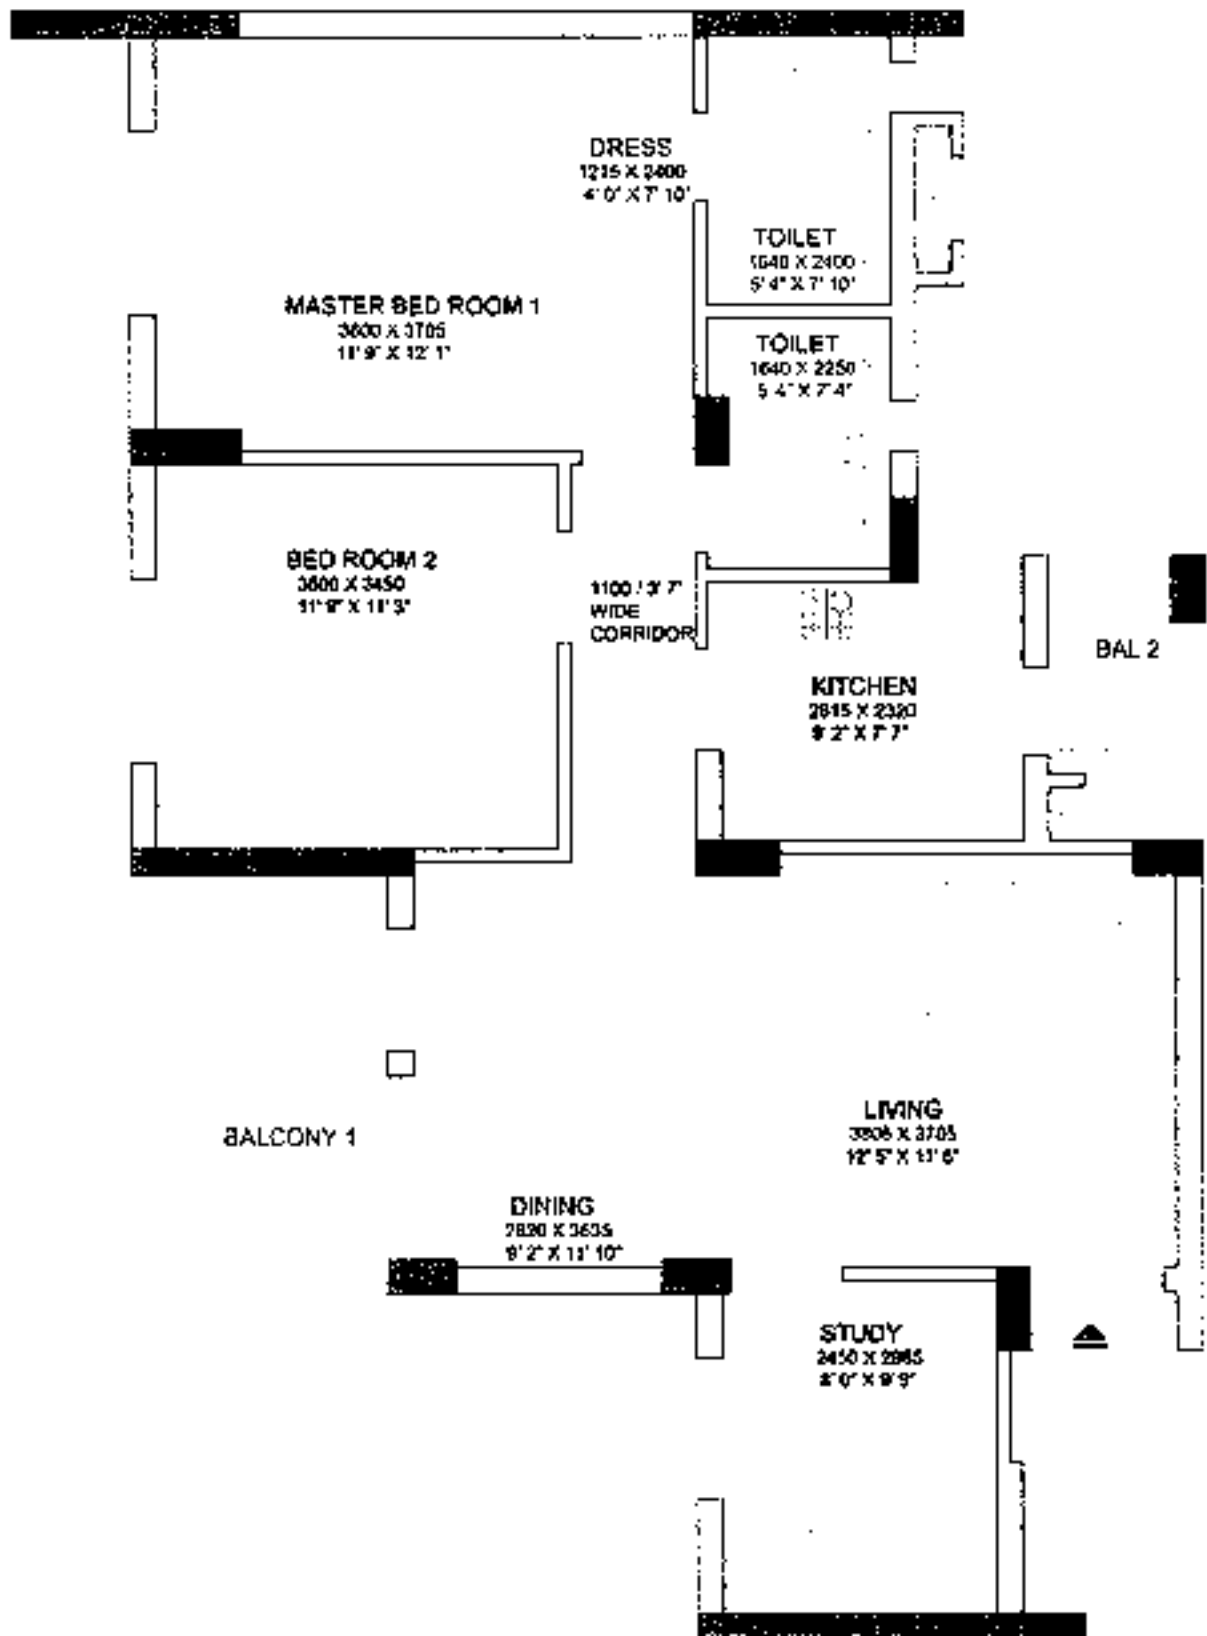 DRESS
1215 X 2400
4' 0" X 7' 10"
TOILET
1640 X 2400
5' 4" X 7' 10"
MASTER BED ROOM 1
3600 X 3705
11' 9" X 12' 1"
TOILET
1640 X 2250
5' 4" X 7' 4"
BED ROOM 2
3600 X 3450
11' 9" X 11' 3"
1100 / 3' 7"
WIDE
CORRIDOR
BAL 2
KITCHEN
2815 X 2320
9' 2" X 7' 7"
LIVING
3705
BALCONY 1
DINING
2820 X 3635
9' 2" X 11' 10"
STUDY
2450 X
8' 0" X 9' 9"